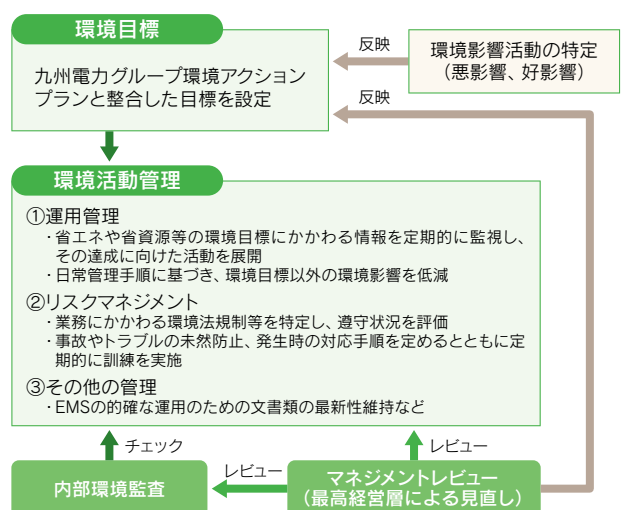 環境目標
九州電力グループ環境アクション
プランと整合した目標を設定
反映
環境影響活動の特定
（悪影響、好影響）
反映
環境活動管理
①運用管理
・省エネや省資源等の環境目標にかかわる情報を定期的に監視し、
その達成に向けた活動を展開
・日常管理手順に基づき、環境目標以外の環境影響を低減
②リスクマネジメント
・業務にかかわる環境法規制等を特定し、遵守状況を評価
・事故やトラブルの未然防止、発生時の対応手順を定めるとともに定
期的に訓練を実施
③その他の管理
・EMSの的確な運用のための文書類の最新性維持など
チェック
レビュー
内部環境監査
レビュー
マネジメントレビュー
（最高経営層による見直し）